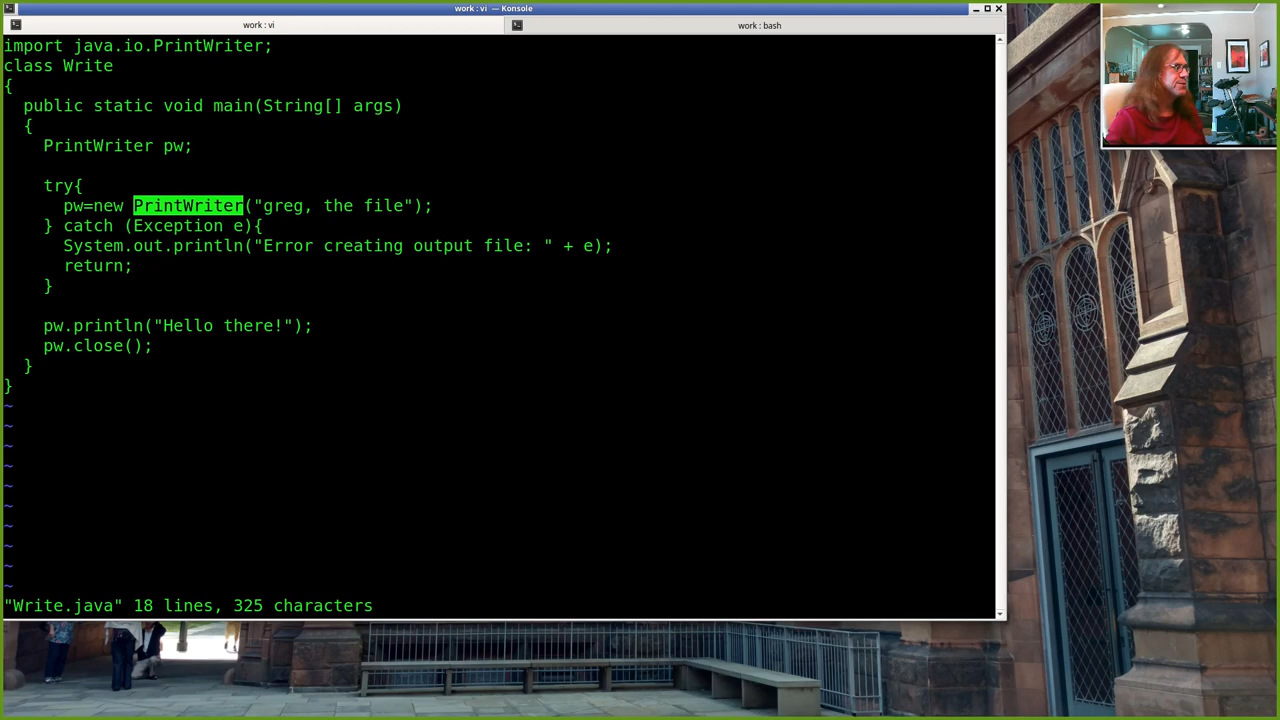 work : vi — Konsole
work : vi
work : bash
import java.io.PrintWriter;
class Write
{
  public static void main(String[] args)
  {
    PrintWriter pw;
    try{
      pw=new PrintWriter("greg, the file");
    } catch (Exception e){
      System.out.println("Error creating output file: " + e);
      return;
    }
    pw.println("Hello there!");
    pw.close();
  }
}
~
~
~
~
~
~
~
~
~
~
"Write.java" 18 lines, 325 characters